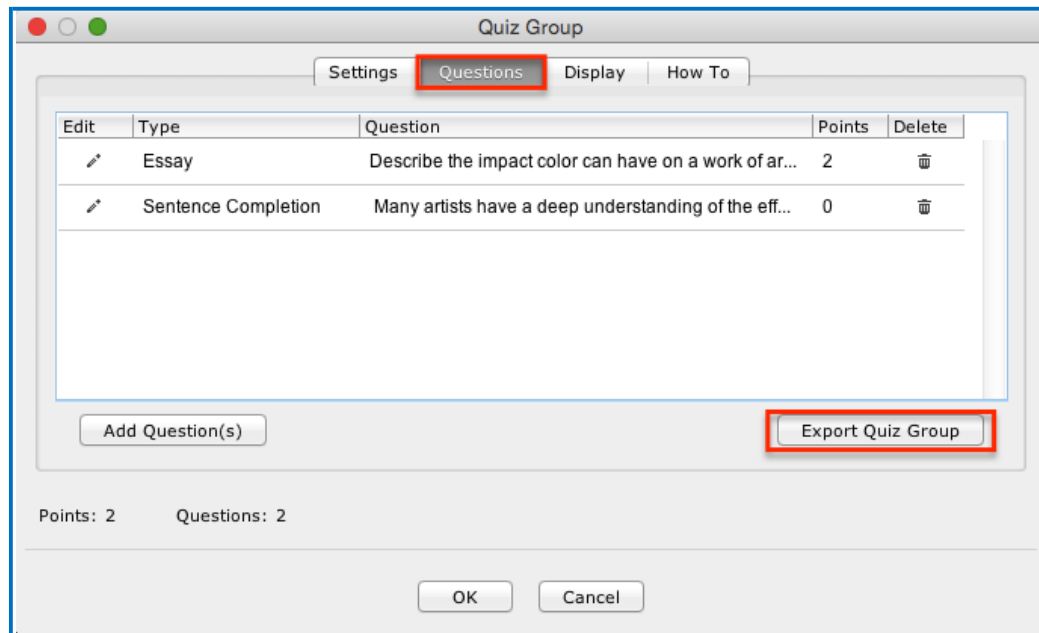 Quiz Group
Settings Questions Display How To
Edit Type Question Points Delete
Essay Describe the impact color can have on a work of ar... 2
Sentence Completion Many artists have a deep understanding of the eff... 0
Add Question(s) Export Quiz Group
Points: 2 Questions: 2
OK Cancel